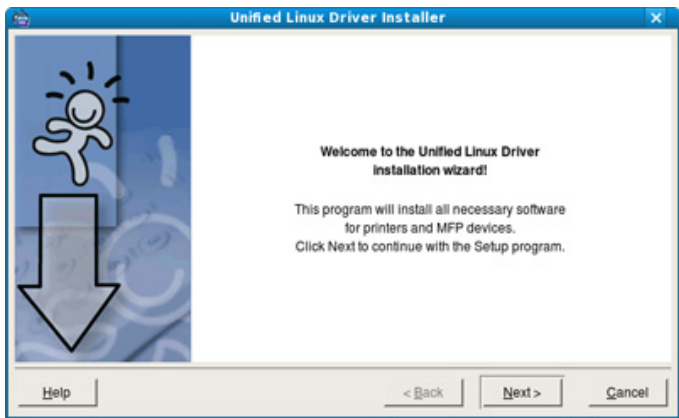 Unified Linux Driver Installer
Welcome to the Unified Linux Driver
installation wizard!
This program will install all necessary software
for printers and MFP devices.
Click Next to continue with the Setup program.
Help
< Back
Next >
Cancel